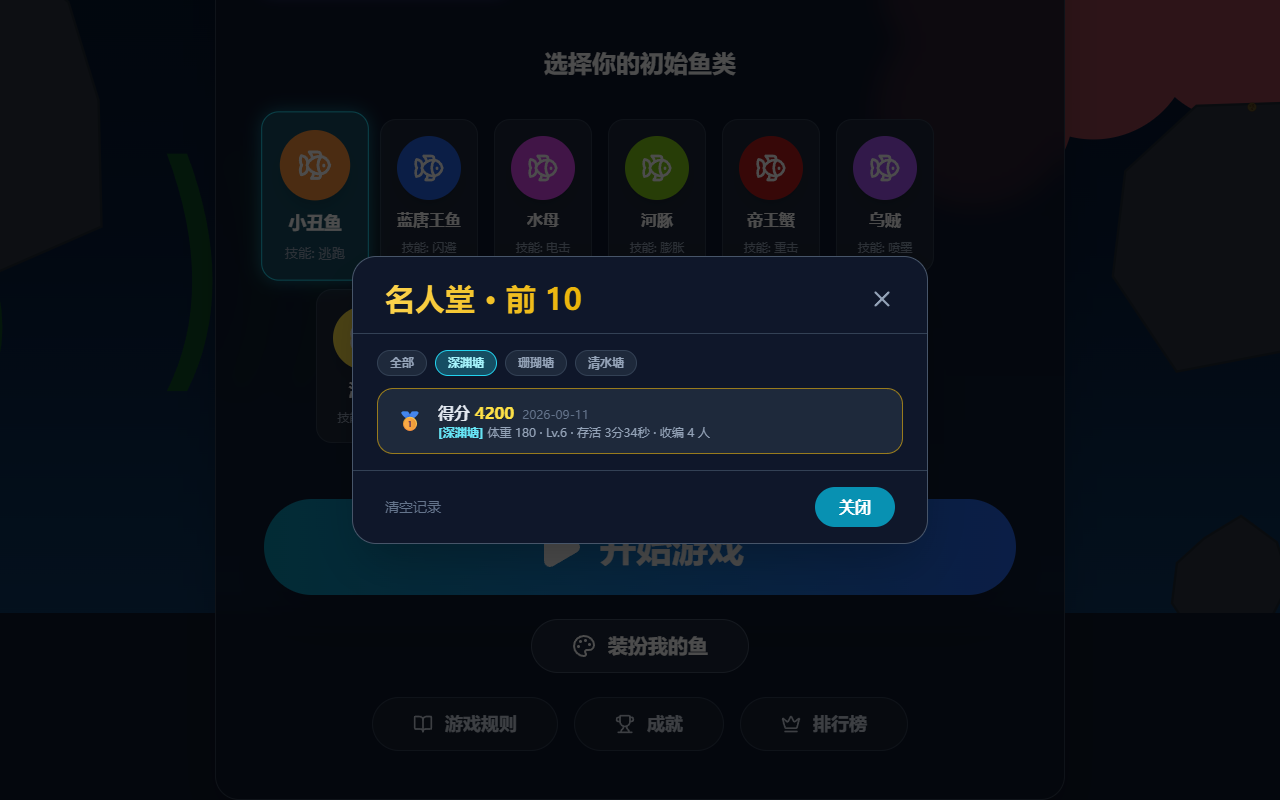 选择你的初始鱼类
小丑鱼
蓝唐王鱼
水母
河豚
帝王蟹
乌贼
技能: 逃跑
技能: 闪避
技能: 电击
技能: 膨胀
技能: 重击
技能: 喷墨
名人堂 · 前 10
全部
深渊塘
珊瑚塘
清水塘
得分 4200 2026-09-11
[深渊塘] 体重 180 · Lv.6 · 存活 3分34秒 · 收编 4 人
清空记录
关闭
开始游戏
装扮我的鱼
游戏规则
成就
排行榜